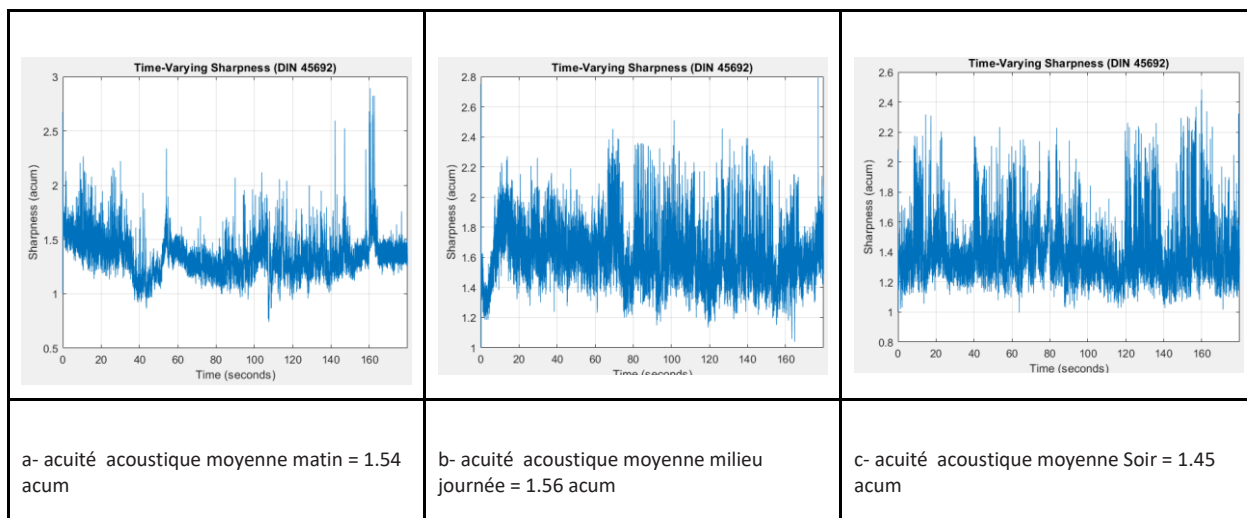 Time-Varying Sharpness (DIN 45692)
3
2.5
2
1.5
1
0.5
Sharpness (acum)
0 20 40 60 80 100 120 140 160
Time (seconds)
Time-Varying Sharpness (DIN 45692)
2.8
2.6
2.4
2.2
2
1.8
1.6
1.4
1.2
1
Sharpness (acum)
0 20 40 60 80 100 120 140 160
Time (seconds)
Time-Varying Sharpness (DIN 45692)
2.6
2.4
2.2
2
1.8
1.6
1.4
1.2
1
0.8
Sharpness (acum)
0 20 40 60 80 100 120 140 160
Time (seconds)
a- acuité acoustique moyenne matin = 1.54
acum
b- acuité acoustique moyenne milieu
journée = 1.56 acum
c- acuité acoustique moyenne Soir = 1.45
acum